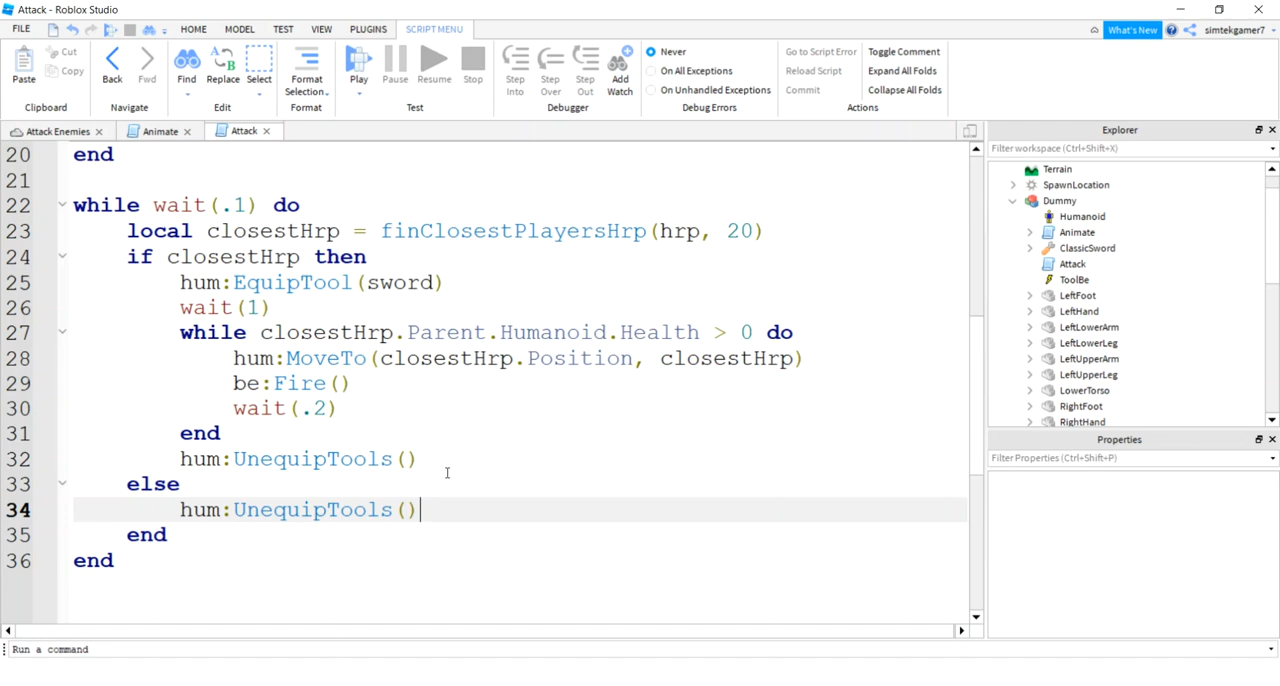 Attack - Roblox Studio
FILE HOME MODEL TEST VIEW PLUGINS SCRIPT MENU What's New simtekgamer7
Paste Cut Copy Back Fwd Find Replace Select Format Selection Play Pause Resume Stop Step Into Step Over Step Out Add Watch Never On All Exceptions On Unhandled Exceptions Go to Script Error Reload Script Commit Toggle Comment Expand All Folds Collapse All Folds
Clipboard Navigate Edit Format Test Debugger Debug Errors Actions
Attack Enemies Animate Attack
20 end
21
22 while wait(.1) do
23 local closestHrp = finClosestPlayersHrp(hrp, 20)
24 if closestHrp then
25 hum:EquipTool(sword)
26 wait(1)
27 while closestHrp.Parent.Humanoid.Health > 0 do
28 hum:MoveTo(closestHrp.Position, closestHrp)
29 be:Fire()
30 wait(.2)
31 end
32 hum:UnequipTools()
33 else
34 hum:UnequipTools()
35 end
36 end
Explorer
Filter workspace (Ctrl+Shift+X)
Terrain
SpawnLocation
Dummy
Humanoid
Animate
ClassicSword
Attack
ToolBe
LeftFoot
LeftHand
LeftLowerArm
LeftLowerLeg
LeftUpperArm
LeftUpperLeg
LowerTorso
RightFoot
RightHand
Properties
Filter Properties (Ctrl+Shift+P)
Run a command